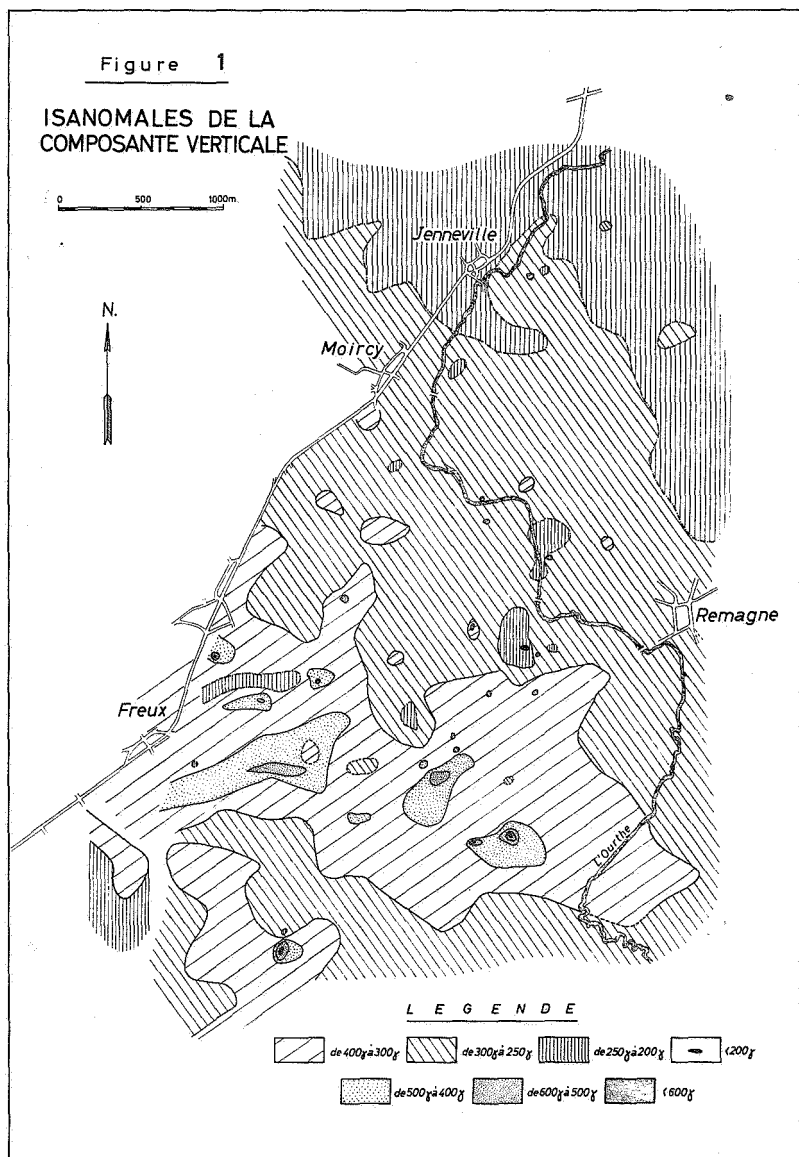 Figure 1
ISANOMALES DE LA
COMPOSANTE VERTICALE
0 500 1000m.
N.
Jenneville
Moircy
Remagne
Freux
L'Ourthe
LEGENDE
de 400γ à 300γ
de 300γ à 250γ
de 250γ à 200γ
<200γ
de 500γ à 400γ
de 600γ à 500γ
<600γ